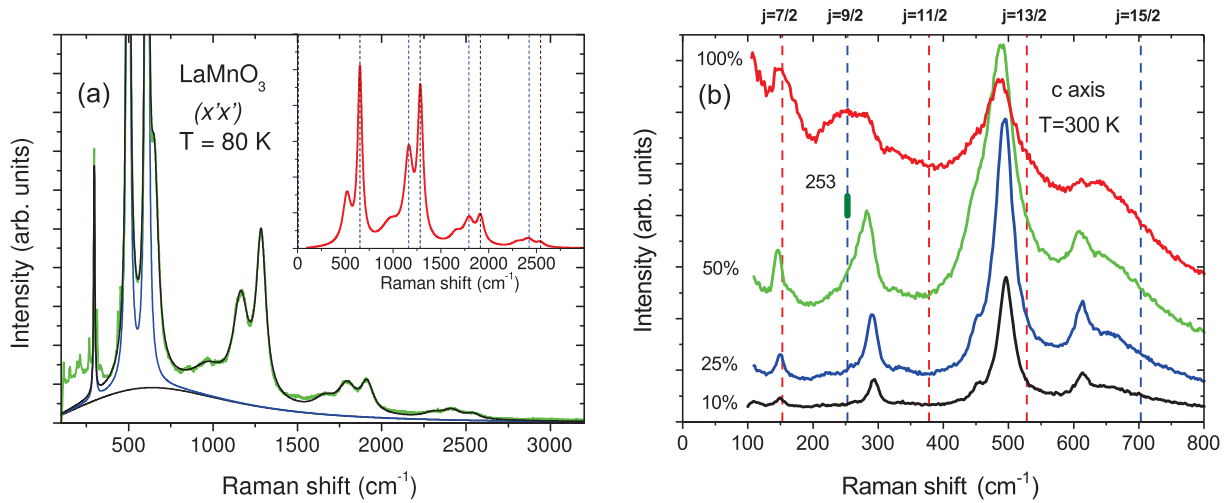 (a)
LaMnO3
(x'x')
T = 80 K
Intensity (arb. units)
500 1000 1500 2000 2500 3000
Raman shift (cm-1)
0 500 1000 1500 2000 2500
Raman shift (cm-1)
j=7/2 j=9/2 j=11/2 j=13/2 j=15/2
100%
(b)
c axis
T=300 K
253
50%
25%
10%
Intensity (arb. units)
0 100 200 300 400 500 600 700 800
Raman shift (cm-1)